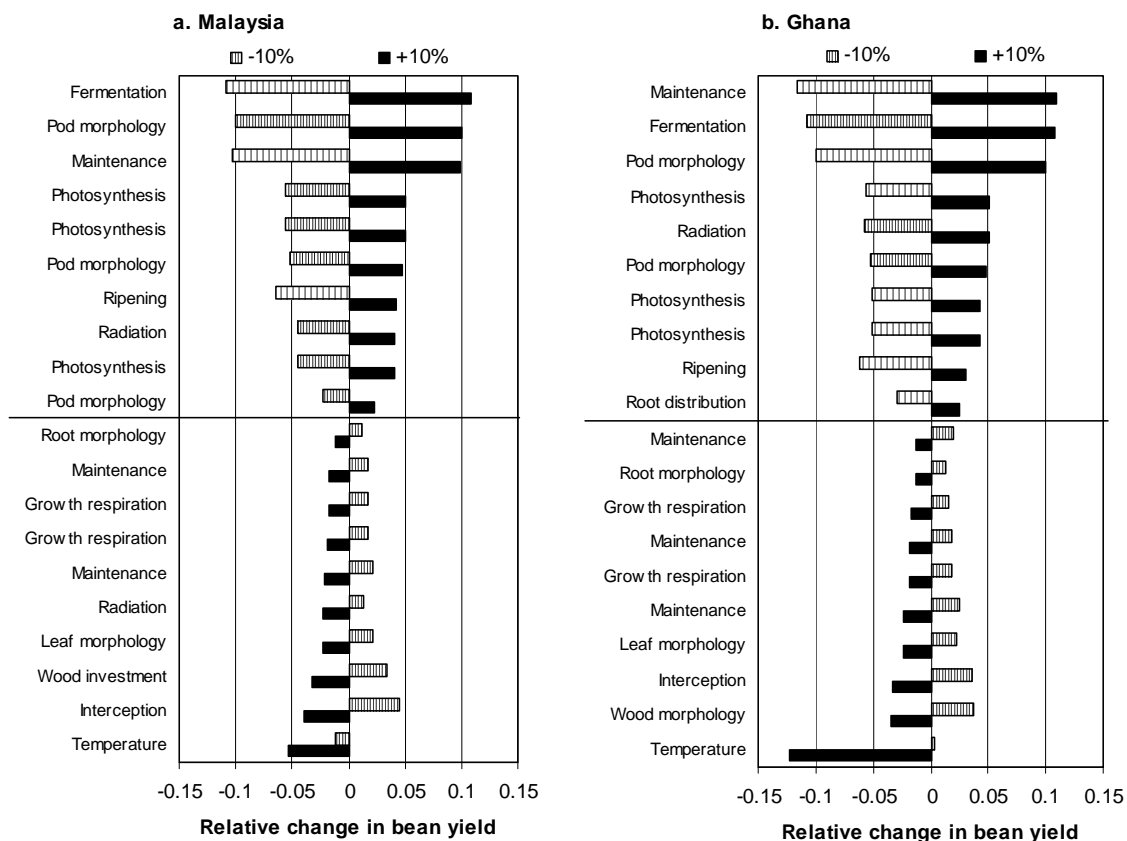 a. Malaysia
-10%
+10%
Fermentation
Pod morphology
Maintenance
Photosynthesis
Photosynthesis
Pod morphology
Ripening
Radiation
Photosynthesis
Pod morphology
Root morphology
Maintenance
Growth respiration
Growth respiration
Maintenance
Radiation
Leaf morphology
Wood investment
Interception
Temperature
-0.15 -0.1 -0.05 0 0.05 0.1 0.15
Relative change in bean yield
b. Ghana
-10%
+10%
Maintenance
Fermentation
Pod morphology
Photosynthesis
Radiation
Pod morphology
Photosynthesis
Photosynthesis
Ripening
Root distribution
Maintenance
Root morphology
Growth respiration
Maintenance
Growth respiration
Maintenance
Leaf morphology
Interception
Wood morphology
Temperature
-0.15 -0.1 -0.05 0 0.05 0.1 0.15
Relative change in bean yield